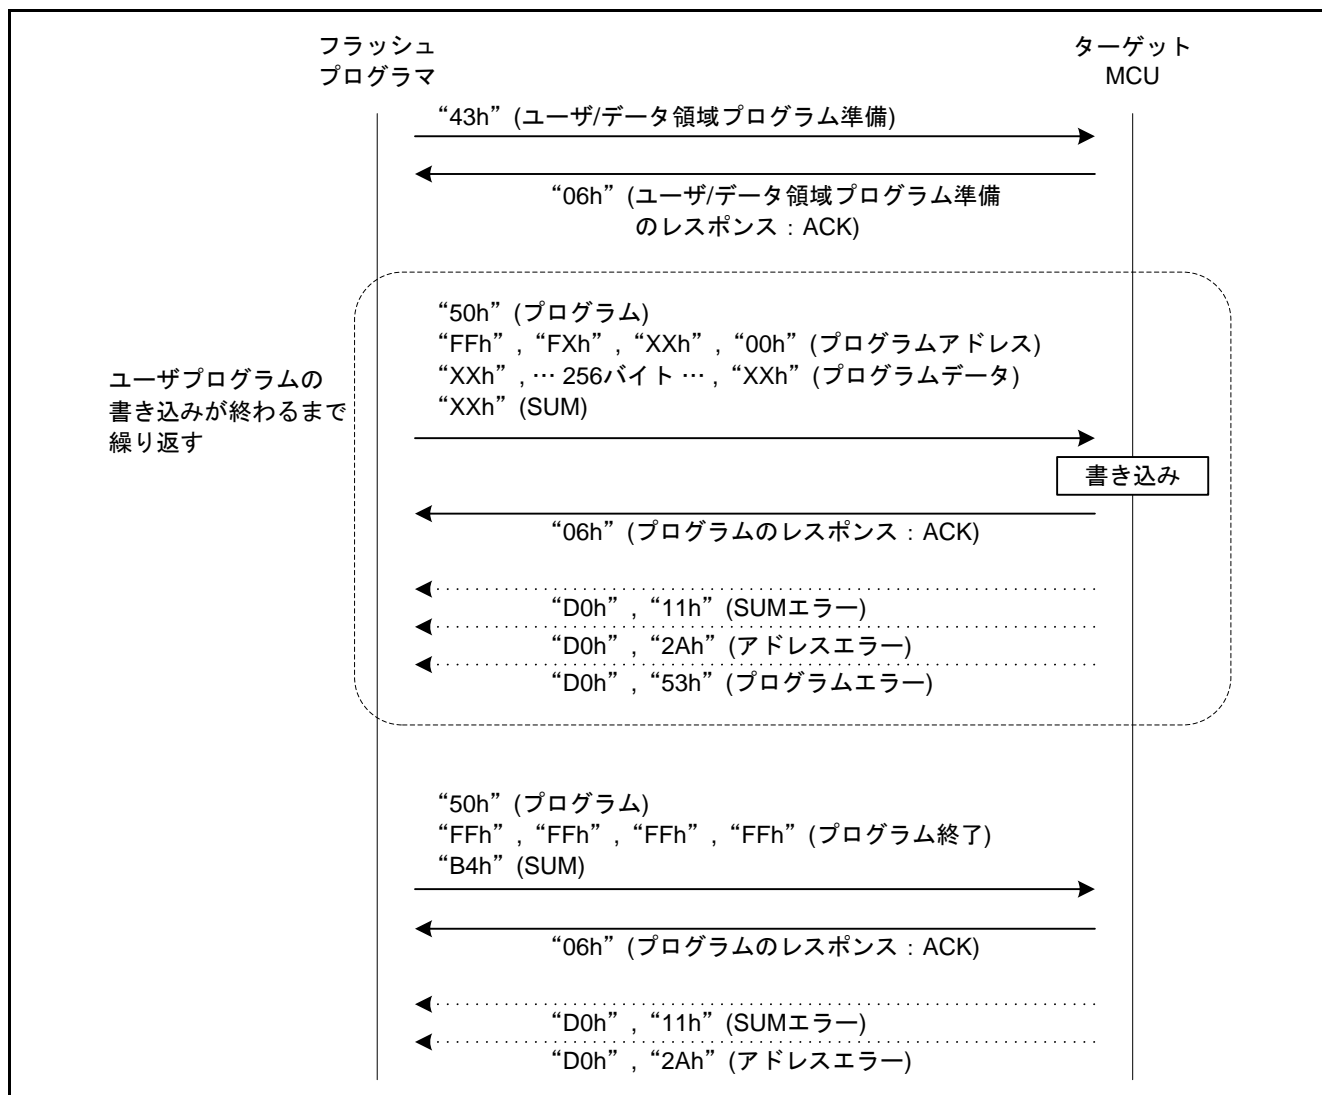 フラッシュ
プログラマ
ターゲット
MCU
“43h” (ユーザ/データ領域プログラム準備)
“06h” (ユーザ/データ領域プログラム準備
のレスポンス：ACK)
“50h” (プログラム)
“FFh” , “FXh” , “XXh” , “00h” (プログラムアドレス)
“XXh” , … 256バイト … , “XXh” (プログラムデータ)
“XXh” (SUM)
ユーザプログラムの
書き込みが終わるまで
繰り返す
書き込み
“06h” (プログラムのレスポンス：ACK)
“D0h” , “11h” (SUMエラー)
“D0h” , “2Ah” (アドレスエラー)
“D0h” , “53h” (プログラムエラー)
“50h” (プログラム)
“FFh” , “FFh” , “FFh” , “FFh” (プログラム終了)
“B4h” (SUM)
“06h” (プログラムのレスポンス：ACK)
“D0h” , “11h” (SUMエラー)
“D0h” , “2Ah” (アドレスエラー)